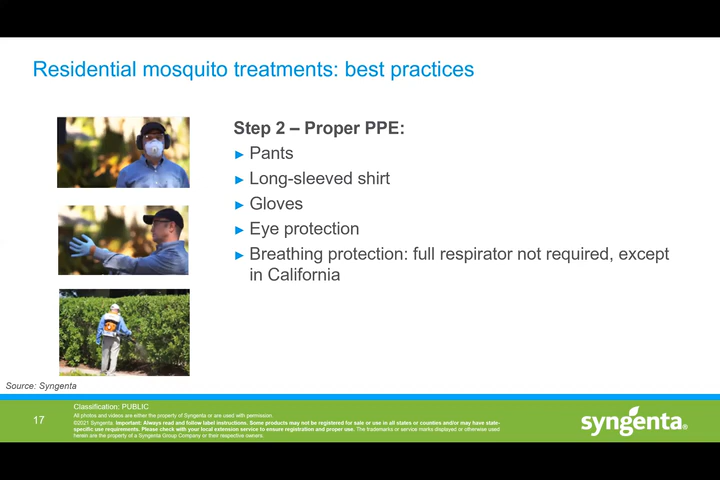 Residential mosquito treatments: best practices
Step 2 – Proper PPE:
► Pants
► Long-sleeved shirt
► Gloves
► Eye protection
► Breathing protection: full respirator not required, except
in California
Source: Syngenta
17
Classification: PUBLIC
All photos and videos are either the property of Syngenta or are used with permission.
©2021 Syngenta. Important: Always read and follow label instructions. Some products may not be registered for sale or use in all states or counties and/or may have state-
specific use requirements. Please check with your local extension service to ensure registration and proper use. The trademarks or service marks displayed or otherwise used
herein are the property of a Syngenta Group Company or their respective owners.
syngenta®